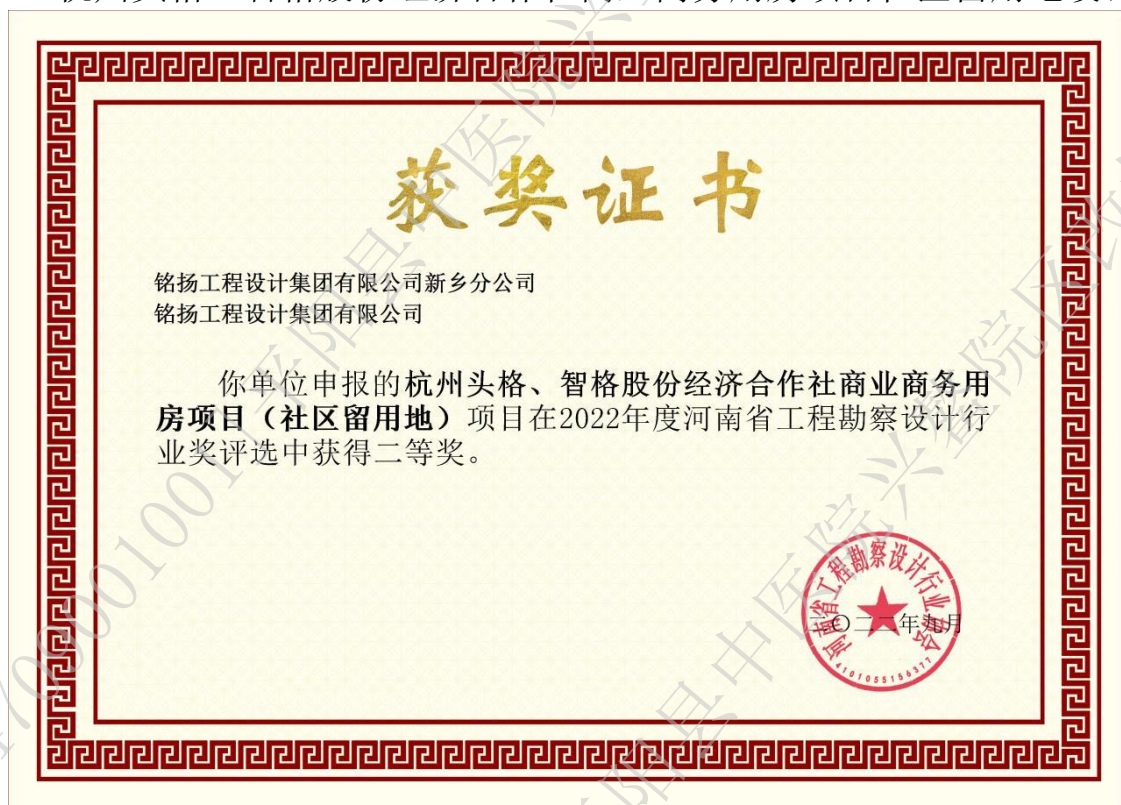 获奖证书
铭扬工程设计集团有限公司新乡分公司
铭扬工程设计集团有限公司
你单位申报的杭州头格、智格股份经济合作社商业商务用
房项目（社区留用地）项目在2022年度河南省工程勘察设计行
业奖评选中获得二等奖。
河南省工程勘察设计行业协会
二〇二二年九月
4101055156377